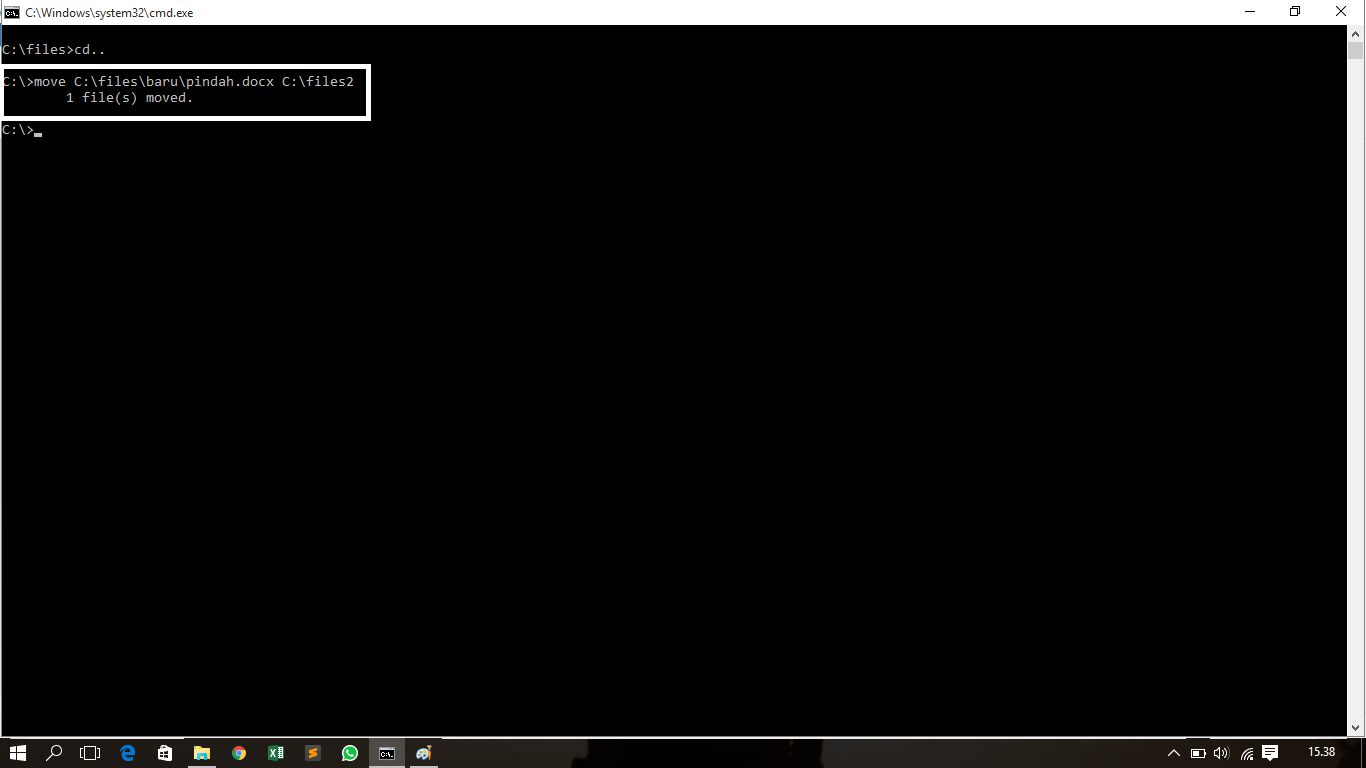 C:\Windows\system32\cmd.exe
C:\files>cd..
C:\>move C:\files\baru\pindah.docx C:\files2
1 file(s) moved.
C:\>
15.38